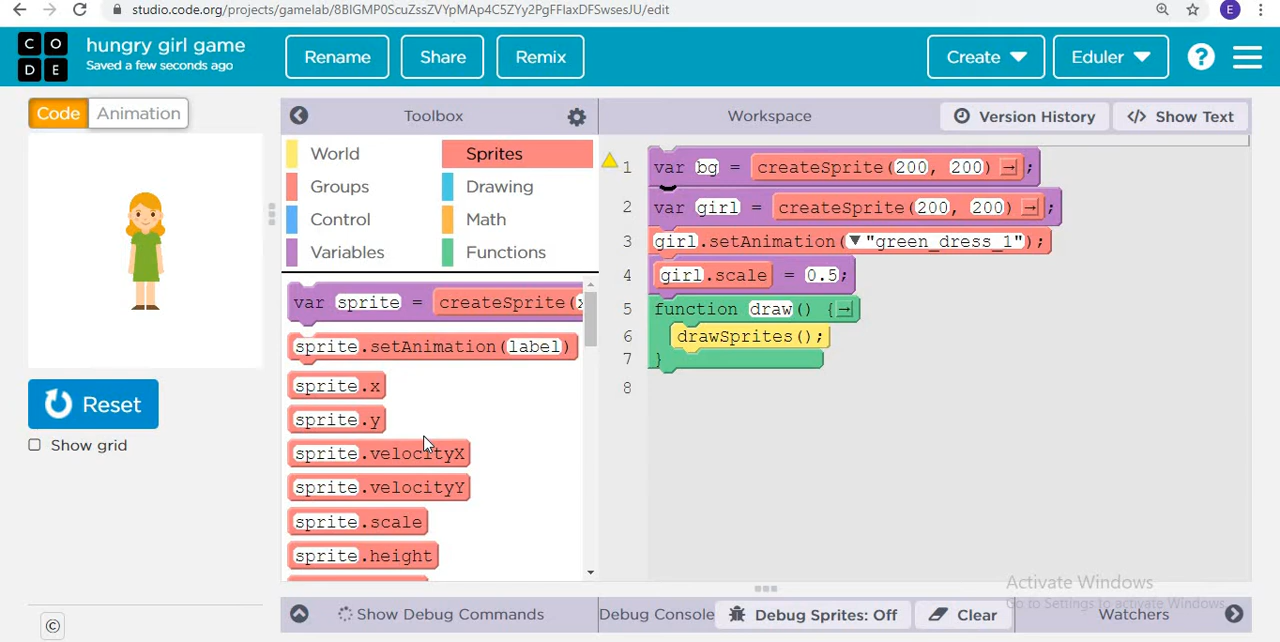 studio.code.org/projects/gamelab/8BIGMP0ScuZssZVYpMAp4C5ZYy2PgFFIaxDFSwsesJU/edit
E
CO
DE
hungry girl game
Saved a few seconds ago
Rename
Share
Remix
Create
Eduler
?
Code
Animation
Toolbox
Workspace
Version History
</> Show Text
World
Sprites
Groups
Drawing
Control
Math
Variables
Functions
var sprite = createSprite(x
sprite.setAnimation(label)
sprite.x
sprite.y
sprite.velocityX
sprite.velocityY
sprite.scale
sprite.height
1 var bg = createSprite(200, 200) → ;
2 var girl = createSprite(200, 200) → ;
3 girl.setAnimation(▼"green_dress_1");
4 girl.scale = 0.5;
5 function draw() {→
6 drawSprites();
7 }
8
Reset
Show grid
©
Show Debug Commands
Debug Console
Debug Sprites: Off
Clear
Watchers
Activate Windows
Go to Settings to activate Windows.